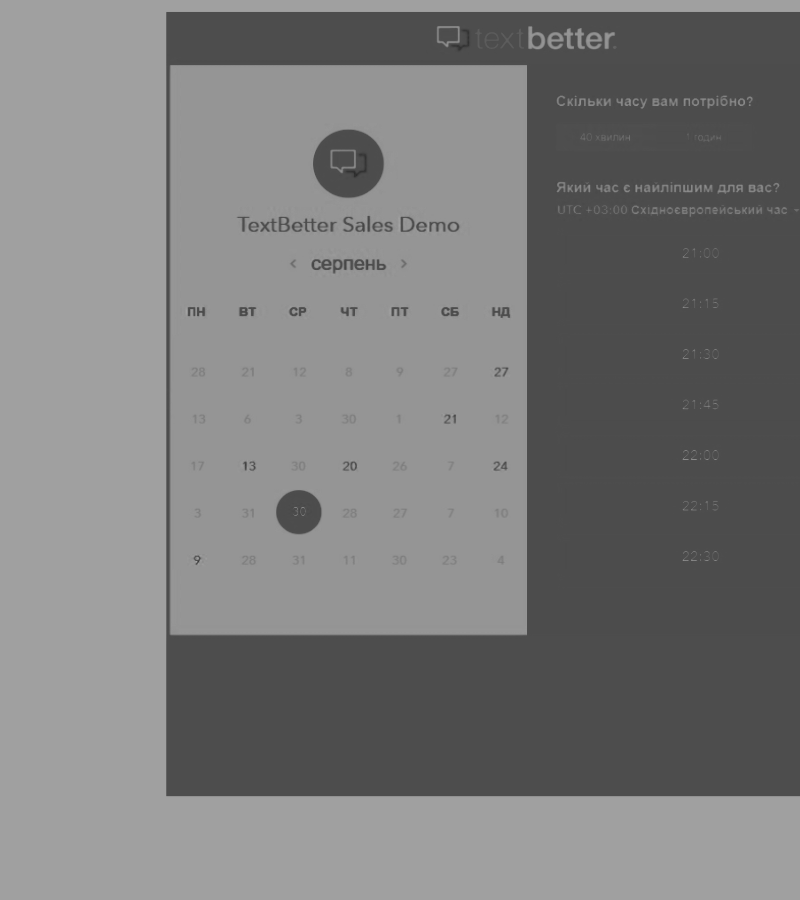 textbetter
TextBetter Sales Demo
< серпень >
ПН ВТ СР ЧТ ПТ СБ НД
28 21 12 8 9 27 27
13 6 3 30 1 21 12
17 13 30 20 26 7 24
3 31 30 28 27 7 10
9 28 31 11 30 23 4
Скільки часу вам потрібно?
40 хвилин 1 годин
Який час є найліпшим для вас?
UTC +03:00 Східноєвропейський час
21:00
21:15
21:30
21:45
22:00
22:15
22:30